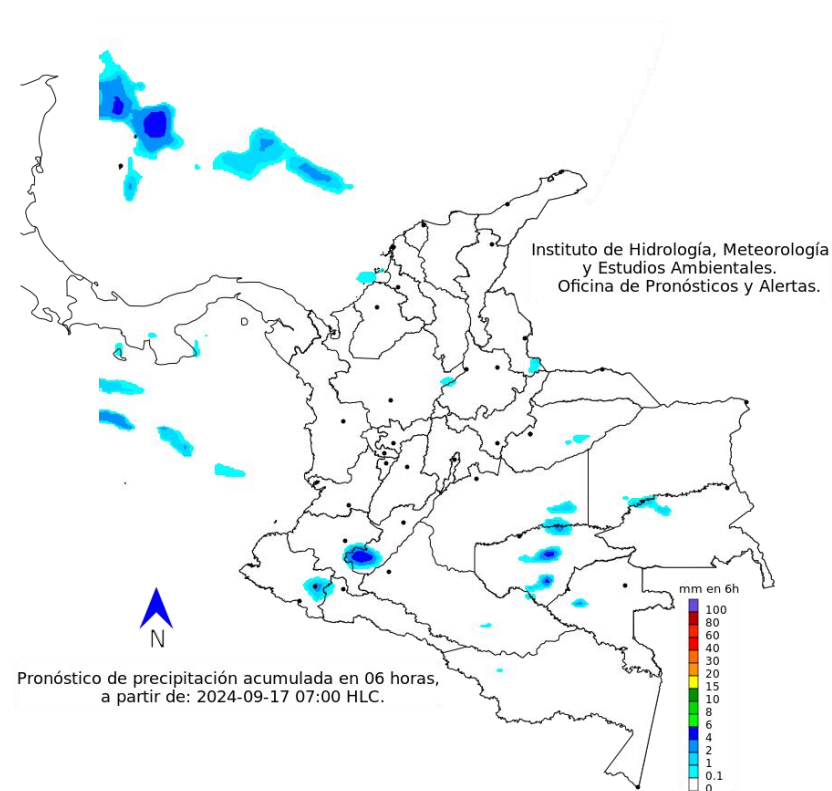 Instituto de Hidrología, Meteorología
y Estudios Ambientales.
Oficina de Pronósticos y Alertas.
mm en 6h
100
80
60
40
30
20
15
10
8
6
4
2
1
0.1
0
N
Pronóstico de precipitación acumulada en 06 horas,
a partir de: 2024-09-17 07:00 HLC.